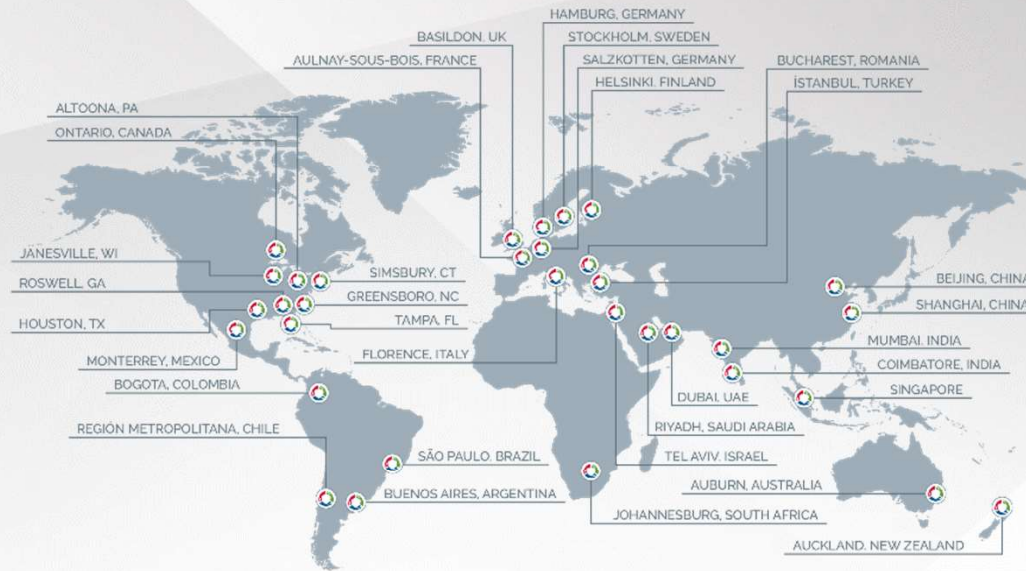 HAMBURG, GERMANY
BASILDON, UK
STOCKHOLM, SWEDEN
AULNAY-SOUS-BOIS, FRANCE
SALZKOTTEN, GERMANY
BUCHAREST, ROMANIA
HELSINKI, FINLAND
İSTANBUL, TURKEY
ALTOONA, PA
ONTARIO, CANADA
JANESVILLE, WI
SIMSBURY, CT
BEIJING, CHINA
ROSWELL, GA
GREENSBORO, NC
SHANGHAI, CHINA
HOUSTON, TX
TAMPA, FL
MUMBAI, INDIA
MONTERREY, MEXICO
FLORENCE, ITALY
COIMBATORE, INDIA
BOGOTA, COLOMBIA
SINGAPORE
DUBAI, UAE
REGIÓN METROPOLITANA, CHILE
RIYADH, SAUDI ARABIA
SÃO PAULO, BRAZIL
TEL AVIV, ISRAEL
BUENOS AIRES, ARGENTINA
AUBURN, AUSTRALIA
JOHANNESBURG, SOUTH AFRICA
AUCKLAND, NEW ZEALAND